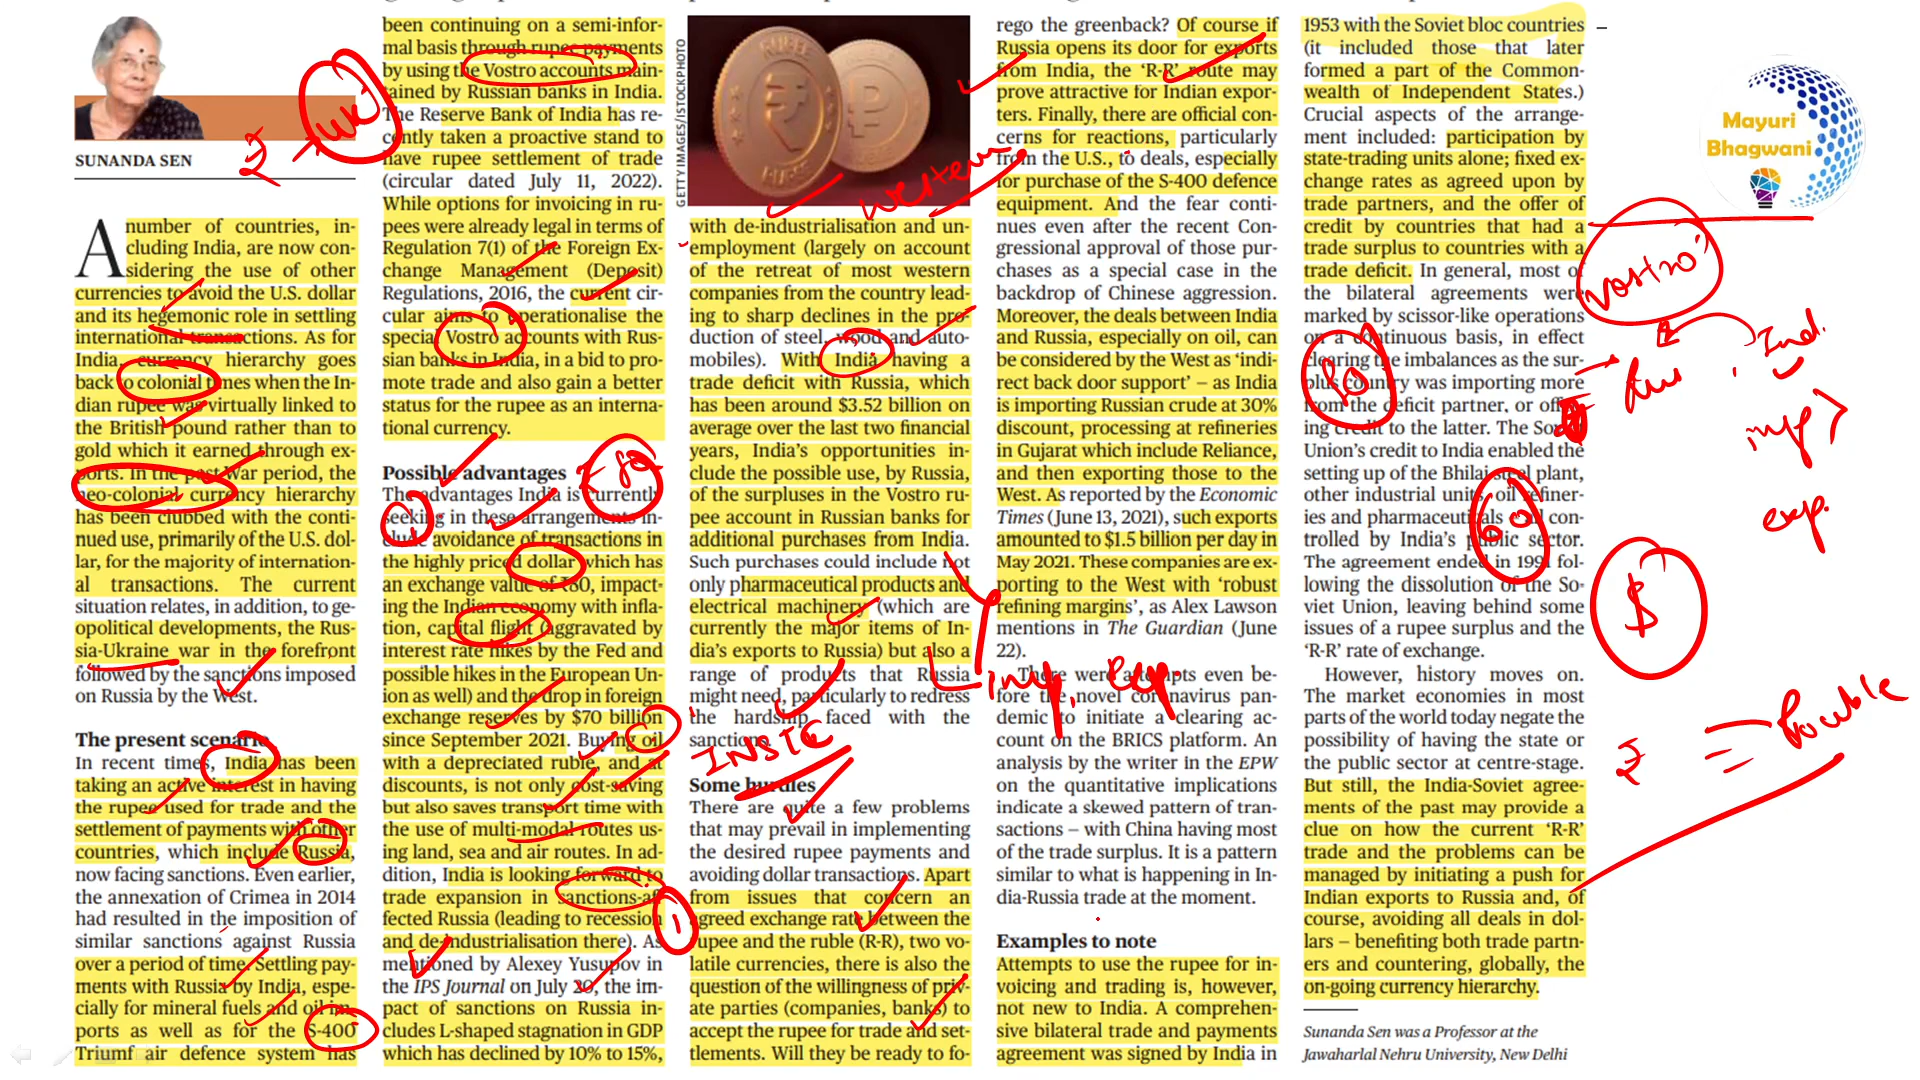 SUNANDA SEN
A number of countries, in-
cluding India, are now con-
sidering the use of other
currencies to avoid the U.S. dollar
and its hegemonic role in settling
international transactions. As for
India, currency hierarchy goes
back to colonial times when the In-
dian rupee was virtually linked to
the British pound rather than to
gold which it earned through ex-
ports. In the post-War period, the
neo-colonial currency hierarchy
has been clubbed with the conti-
nued use, primarily of the U.S. dol-
lar, for the majority of internation-
al transactions. The current
situation relates, in addition, to ge-
opolitical developments, the Rus-
sia-Ukraine war in the forefront
followed by the sanctions imposed
on Russia by the West.
The present scenario
In recent times, India has been
taking an active interest in having
the rupee used for trade and the
settlement of payments with other
countries, which include Russia,
now facing sanctions. Even earlier,
the annexation of Crimea in 2014
had resulted in the imposition of
similar sanctions against Russia
over a period of time. Settling pay-
ments with Russia by India, espe-
cially for mineral fuels and oil im-
ports as well as for the S-400
Triumf air defence system has
been continuing on a semi-infor-
mal basis through rupee payments
by using the Vostro accounts main-
tained by Russian banks in India.
The Reserve Bank of India has re-
cently taken a proactive stand to
have rupee settlement of trade
(circular dated July 11, 2022).
While options for invoicing in ru-
pees were already legal in terms of
Regulation 7(1) of the Foreign Ex-
change Management (Deposit)
Regulations, 2016, the current cir-
cular aims to operationalise the
special Vostro accounts with Rus-
sian banks in India, in a bid to pro-
mote trade and also gain a better
status for the rupee as an interna-
tional currency.
Possible advantages
The advantages India is currently
seeking in these arrangements in-
clude avoidance of transactions in
the highly priced dollar which has
an exchange value of ₹80, impact-
ing the Indian economy with infla-
tion, capital flight aggravated by
interest rate hikes by the Fed and
possible hikes in the European Un-
ion as well) and the drop in foreign
exchange reserves by $70 billion
since September 2021. Buying oil
with a depreciated ruble, and at
discounts, is not only cost-saving
but also saves transport time with
the use of multi-modal routes us-
ing land, sea and air routes. In ad-
dition, India is looking forward to
trade expansion in sanctions-af-
fected Russia (leading to recession
and de-industrialisation there). As
mentioned by Alexey Yusupov in
the IPS Journal on July 20, the im-
pact of sanctions on Russia in-
cludes L-shaped stagnation in GDP
which has declined by 10% to 15%,
GETTY IMAGES/ISTOCKPHOTO
RUPEE
RUPEE
with de-industrialisation and un-
employment (largely on account
of the retreat of most western
companies from the country lead-
ing to sharp declines in the pro-
duction of steel, wood and auto-
mobiles). With India having a
trade deficit with Russia, which
has been around $3.52 billion on
average over the last two financial
years, India's opportunities in-
clude the possible use, by Russia,
of the surpluses in the Vostro ru-
pee account in Russian banks for
additional purchases from India.
Such purchases could include not
only pharmaceutical products and
electrical machinery (which are
currently the major items of In-
dia's exports to Russia) but also a
range of products that Russia
might need, particularly to redress
the hardship faced with the
sanctions.
Some hurdles
There are quite a few problems
that may prevail in implementing
the desired rupee payments and
avoiding dollar transactions. Apart
from issues that concern an
agreed exchange rate between the
rupee and the ruble (R-R), two vo-
latile currencies, there is also the
question of the willingness of priv-
ate parties (companies, banks) to
accept the rupee for trade and set-
tlements. Will they be ready to fo-
rego the greenback? Of course if
Russia opens its door for exports
from India, the 'R-R' route may
prove attractive for Indian expor-
ters. Finally, there are official con-
cerns for reactions, particularly
from the U.S., to deals, especially
for purchase of the S-400 defence
equipment. And the fear conti-
nues even after the recent Con-
gressional approval of those pur-
chases as a special case in the
backdrop of Chinese aggression.
Moreover, the deals between India
and Russia, especially on oil, can
be considered by the West as 'indi-
rect back door support' – as India
is importing Russian crude at 30%
discount, processing at refineries
in Gujarat which include Reliance,
and then exporting those to the
West. As reported by the Economic
Times (June 13, 2021), such exports
amounted to $1.5 billion per day in
May 2021. These companies are ex-
porting to the West with 'robust
refining margins', as Alex Lawson
mentions in The Guardian (June
22).
There were attempts even be-
fore the novel coronavirus pan-
demic to initiate a clearing ac-
count on the BRICS platform. An
analysis by the writer in the EPW
on the quantitative implications
indicate a skewed pattern of tran-
sactions – with China having most
of the trade surplus. It is a pattern
similar to what is happening in In-
dia-Russia trade at the moment.
Examples to note
Attempts to use the rupee for in-
voicing and trading is, however,
not new to India. A comprehen-
sive bilateral trade and payments
agreement was signed by India in
1953 with the Soviet bloc countries
(it included those that later
formed a part of the Common-
wealth of Independent States.)
Crucial aspects of the arrange-
ment included: participation by
state-trading units alone; fixed ex-
change rates as agreed upon by
trade partners, and the offer of
credit by countries that had a
trade surplus to countries with a
trade deficit. In general, most of
the bilateral agreements were
marked by scissor-like operations
on a continuous basis, in effect
clearing the imbalances as the sur-
plus country was importing more
from the deficit partner, or offer-
ing credit to the latter. The Soviet
Union's credit to India enabled the
setting up of the Bhilai steel plant,
other industrial units, oil refiner-
ies and pharmaceuticals all con-
trolled by India's public sector.
The agreement ended in 1991 fol-
lowing the dissolution of the So-
viet Union, leaving behind some
issues of a rupee surplus and the
'R-R' rate of exchange.
However, history moves on.
The market economies in most
parts of the world today negate the
possibility of having the state or
the public sector at centre-stage.
But still, the India-Soviet agree-
ments of the past may provide a
clue on how the current 'R-R'
trade and the problems can be
managed by initiating a push for
Indian exports to Russia and, of
course, avoiding all deals in dol-
lars – benefiting both trade partn-
ers and countering, globally, the
on-going currency hierarchy.
Sunanda Sen was a Professor at the
Jawaharlal Nehru University, New Delhi
Mayuri
Bhagwani
₹ → UK
western
₹ 80
1
1
INSTC
imp, exp.
Vostro
Rus, Ind.
imp >
exp.
80
60
$
₹ = Rouble